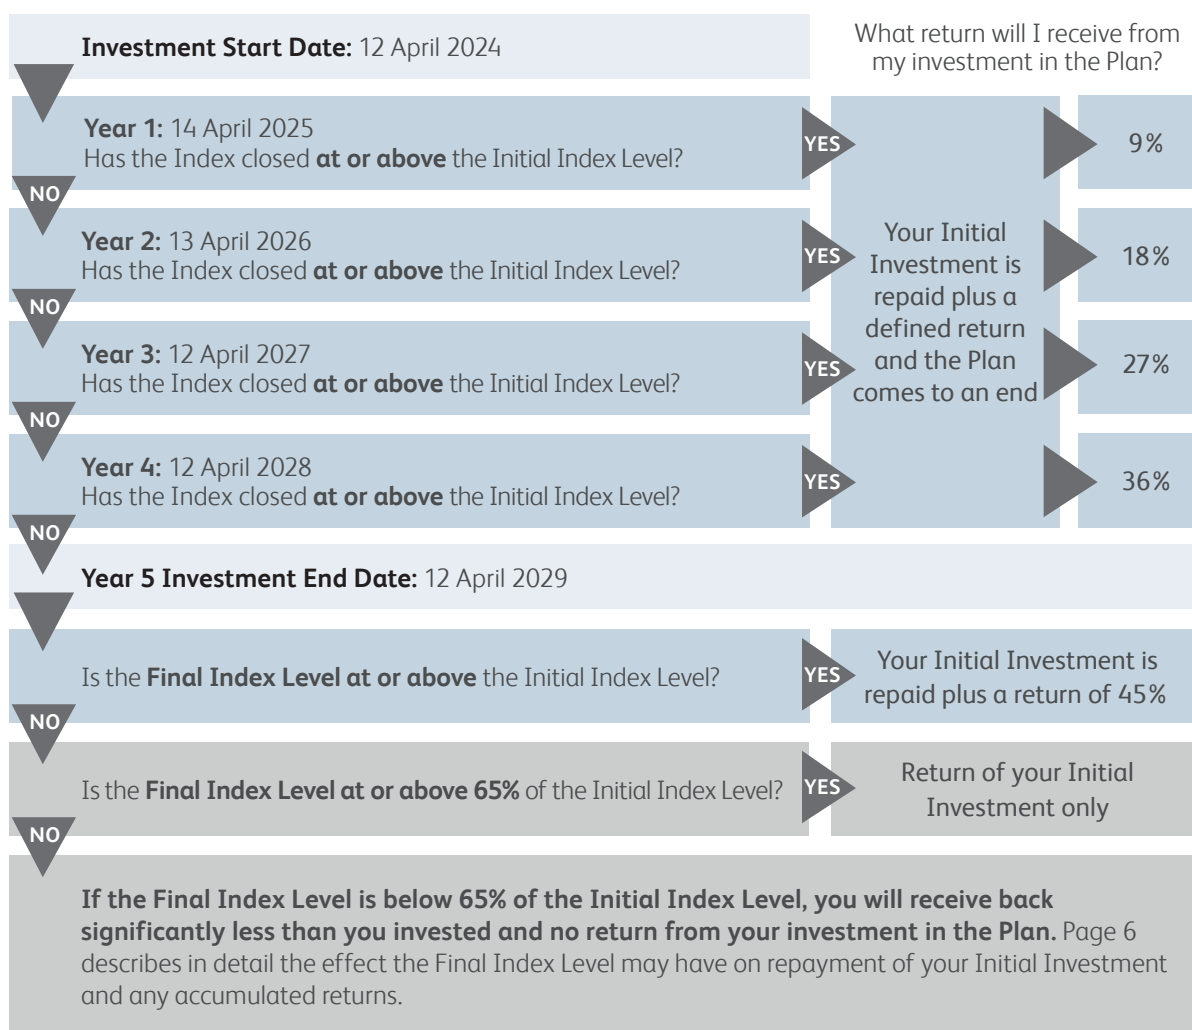 Investment Start Date: 12 April 2024
What return will I receive from
my investment in the Plan?
Year 1: 14 April 2025
Has the Index closed at or above the Initial Index Level?
YES
9%
NO
Year 2: 13 April 2026
Has the Index closed at or above the Initial Index Level?
YES
18%
NO
Year 3: 12 April 2027
Has the Index closed at or above the Initial Index Level?
YES
27%
NO
Year 4: 12 April 2028
Has the Index closed at or above the Initial Index Level?
YES
36%
Your Initial
Investment is
repaid plus a
defined return
and the Plan
comes to an end
NO
Year 5 Investment End Date: 12 April 2029
Is the Final Index Level at or above the Initial Index Level?
YES
Your Initial Investment is
repaid plus a return of 45%
NO
Is the Final Index Level at or above 65% of the Initial Index Level?
YES
Return of your Initial
Investment only
NO
If the Final Index Level is below 65% of the Initial Index Level, you will receive back
significantly less than you invested and no return from your investment in the Plan. Page 6
describes in detail the effect the Final Index Level may have on repayment of your Initial Investment
and any accumulated returns.